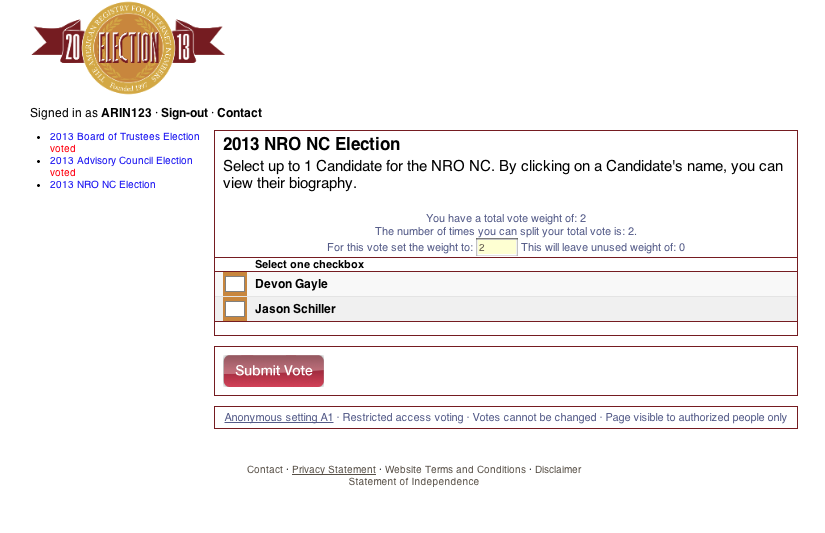 THE AMERICAN REGISTRY FOR INTERNET NUMBERS
20 ELECTION 13
Founded 1997
Signed in as ARIN123 · Sign-out · Contact
2013 Board of Trustees Election
voted
2013 Advisory Council Election
voted
2013 NRO NC Election
2013 NRO NC Election
Select up to 1 Candidate for the NRO NC. By clicking on a Candidate's name, you can
view their biography.
You have a total vote weight of: 2
The number of times you can split your total vote is: 2.
For this vote set the weight to: 2 This will leave unused weight of: 0
Select one checkbox
Devon Gayle
Jason Schiller
Submit Vote
Anonymous setting A1 · Restricted access voting · Votes cannot be changed · Page visible to authorized people only
Contact · Privacy Statement · Website Terms and Conditions · Disclaimer
Statement of Independence